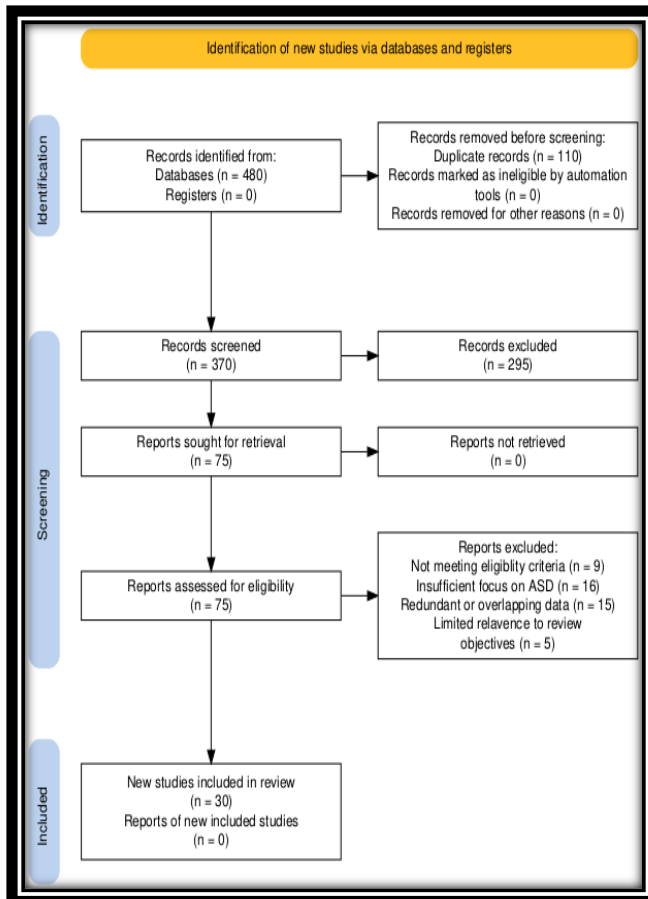 Identification of new studies via databases and registers
Identification
Records identified from:
Databases (n = 480)
Registers (n = 0)
Records removed before screening:
Duplicate records (n = 110)
Records marked as ineligible by automation
tools (n = 0)
Records removed for other reasons (n = 0)
Screening
Records screened
(n = 370)
Records excluded
(n = 295)
Reports sought for retrieval
(n = 75)
Reports not retrieved
(n = 0)
Reports assessed for eligibility
(n = 75)
Reports excluded:
Not meeting eligiblity criteria (n = 9)
Insufficient focus on ASD (n = 16)
Redundant or overlapping data (n = 15)
Limited relavence to review
objectives (n = 5)
Included
New studies included in review
(n = 30)
Reports of new included studies
(n = 0)